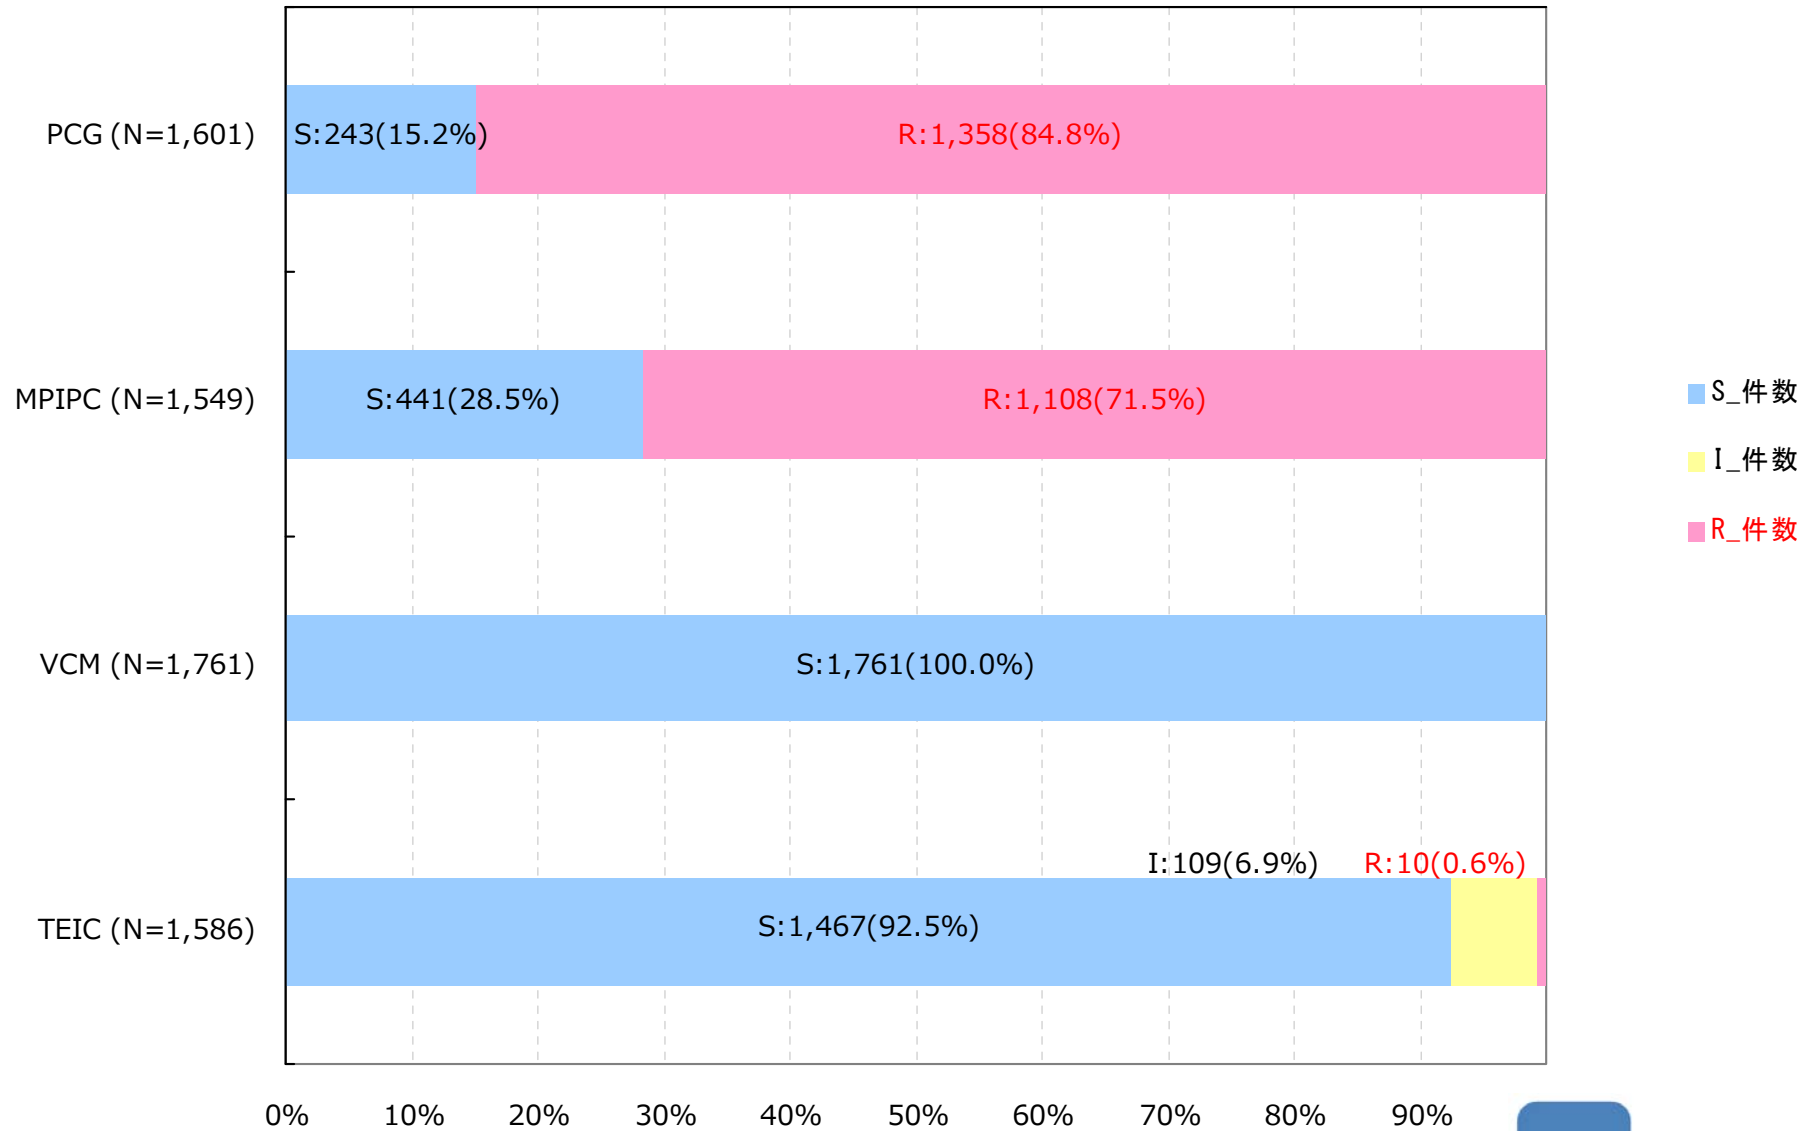 PCG (N=1,601)
S:243(15.2%)
R:1,358(84.8%)
MPIPC (N=1,549)
S:441(28.5%)
R:1,108(71.5%)
S_件数
I_件数
R_件数
VCM (N=1,761)
S:1,761(100.0%)
I:109(6.9%)
R:10(0.6%)
TEIC (N=1,586)
S:1,467(92.5%)
0% 10% 20% 30% 40% 50% 60% 70% 80% 90%